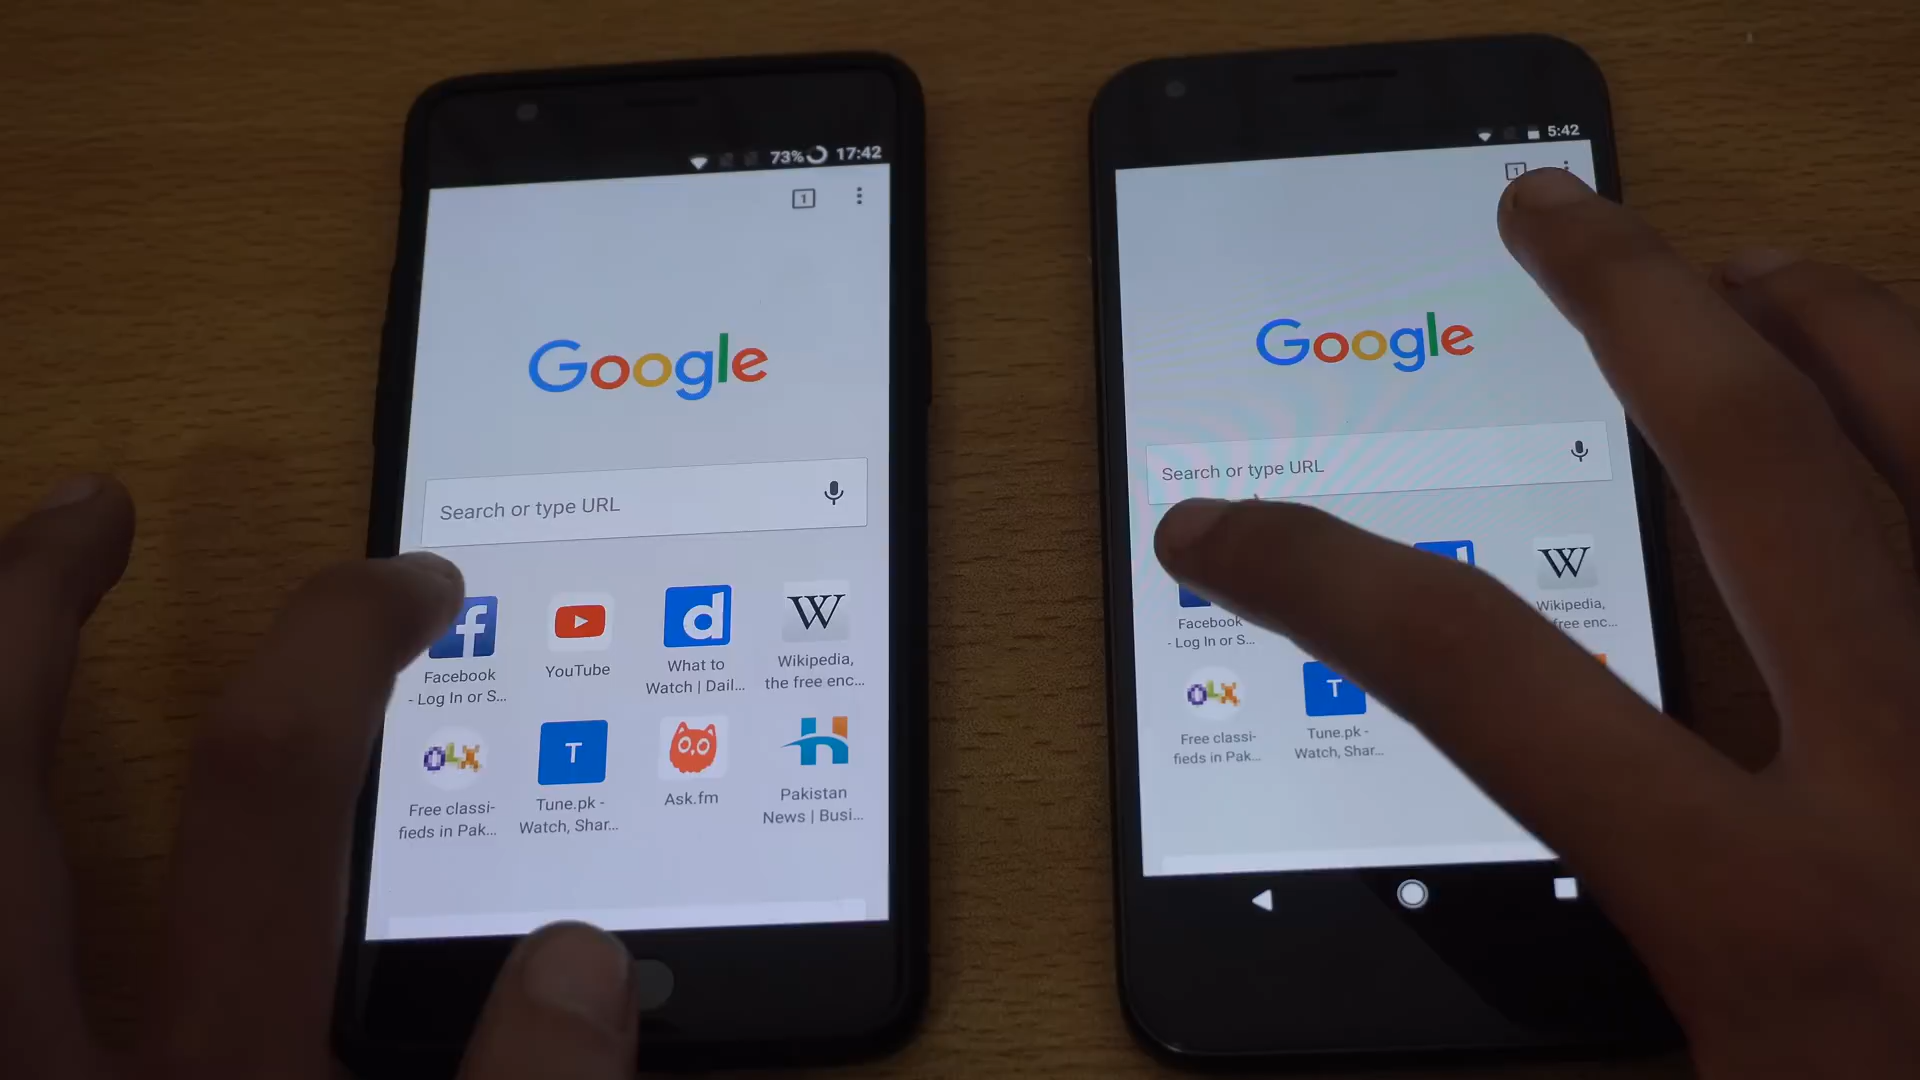 73% 17:42
1
Google
Search or type URL
f
d
W
Facebook
- Log In or S...
YouTube
What to
Watch | Dail...
Wikipedia,
the free enc...
OLX
T
Free classi-
fieds in Pak...
Tune.pk -
Watch, Shar...
Ask.fm
Pakistan
News | Busi...
5:42
1
Google
Search or type URL
W
Facebook
- Log In or S...
Wikipedia,
free enc...
OLX
T
Free classi-
fieds in Pak...
Tune.pk -
Watch, Shar...